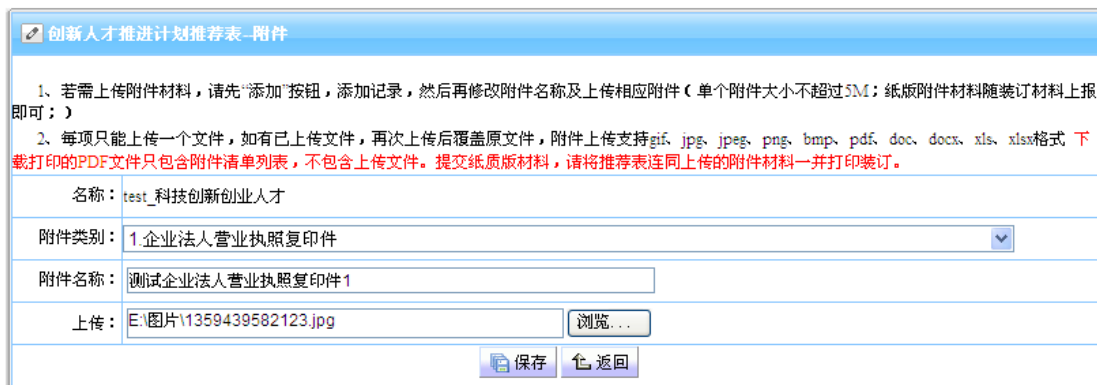 创新人才推进计划推荐表--附件
1、若需上传附件材料，请先“添加”按钮，添加记录，然后再修改附件名称及上传相应附件（单个附件大小不超过5M；纸版附件材料随装订材料上报
即可；）
2、每项只能上传一个文件，如有已上传文件，再次上传后覆盖原文件，附件上传支持gif、jpg、jpeg、png、bmp、pdf、doc、docx、xls、xlsx格式 下
载打印的PDF文件只包含附件清单列表，不包含上传文件。提交纸质版材料，请将推荐表连同上传的附件材料一并打印装订。
名称：test_科技创新创业人才
附件类别：1.企业法人营业执照复印件
附件名称：测试企业法人营业执照复印件1
上传：E:\图片\1359439582123.jpg 浏览...
保存 返回